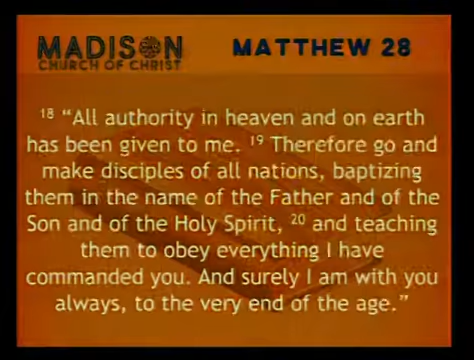 MADISON
CHURCH OF CHRIST
MATTHEW 28
18 “All authority in heaven and on earth
has been given to me. 19 Therefore go and
make disciples of all nations, baptizing
them in the name of the Father and of the
Son and of the Holy Spirit, 20 and teaching
them to obey everything I have
commanded you. And surely I am with you
always, to the very end of the age.”